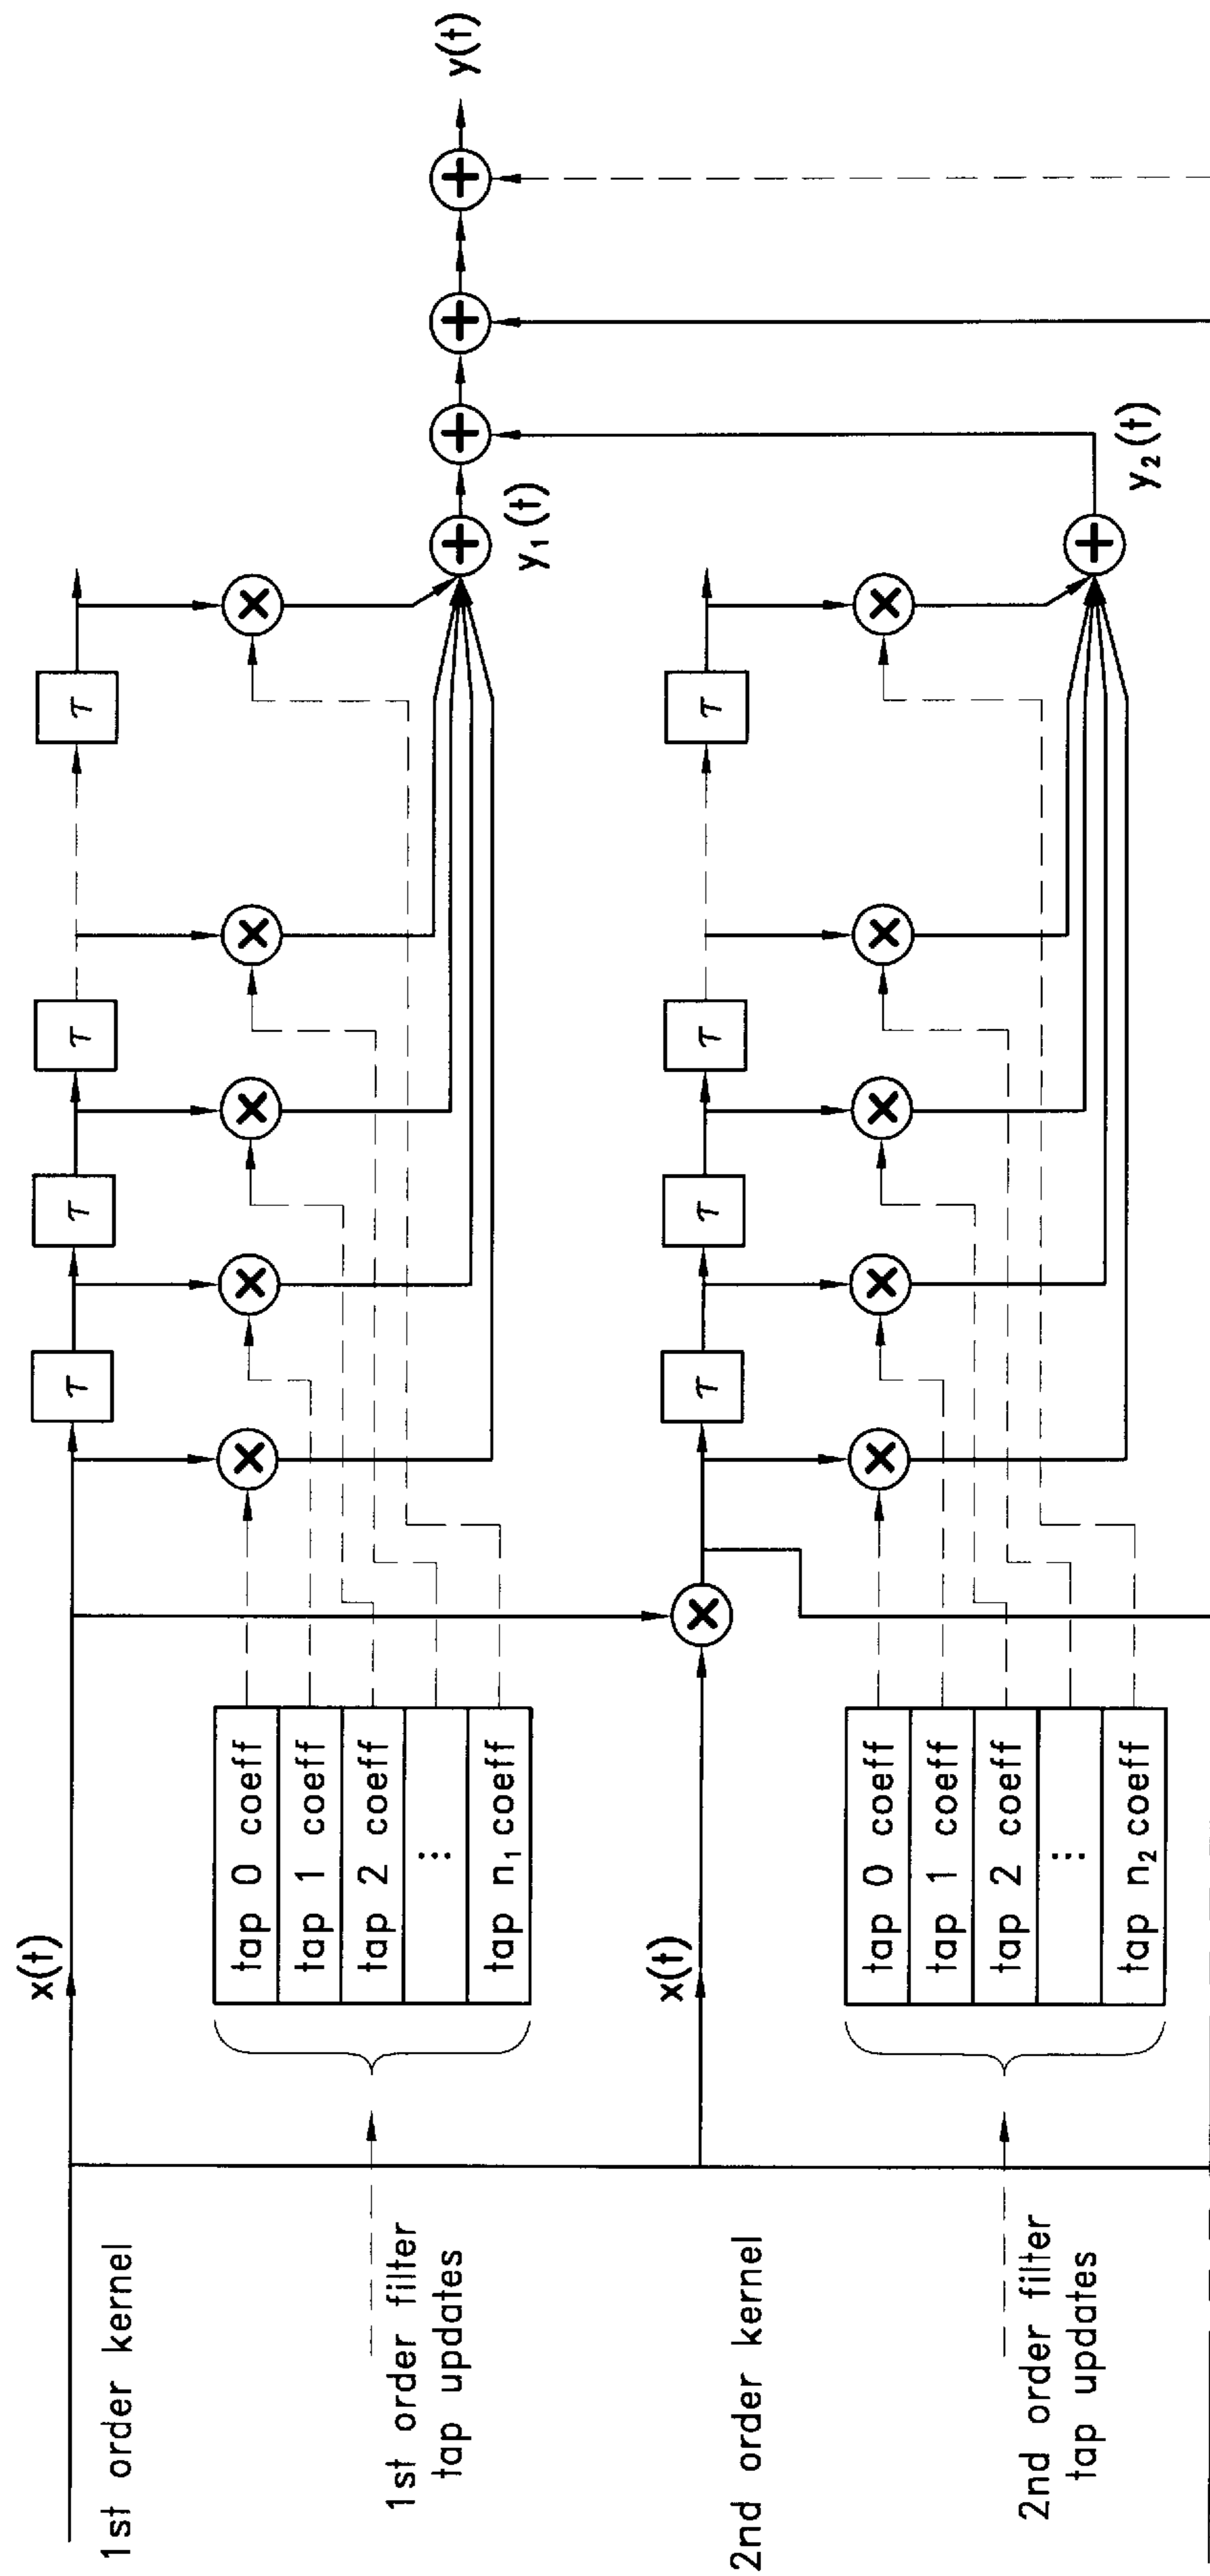 x(t)
1st order kernel
tap 0 coeff
tap 1 coeff
tap 2 coeff
⋮
tap n₁ coeff
1st order filter
tap updates
τ
τ
τ
τ
×
×
×
×
×
+
+
+
+
y(t)
y₁(t)
x(t)
2nd order kernel
×
tap 0 coeff
tap 1 coeff
tap 2 coeff
⋮
tap n₂ coeff
2nd order filter
tap updates
τ
τ
τ
τ
×
×
×
×
×
+
y₂(t)